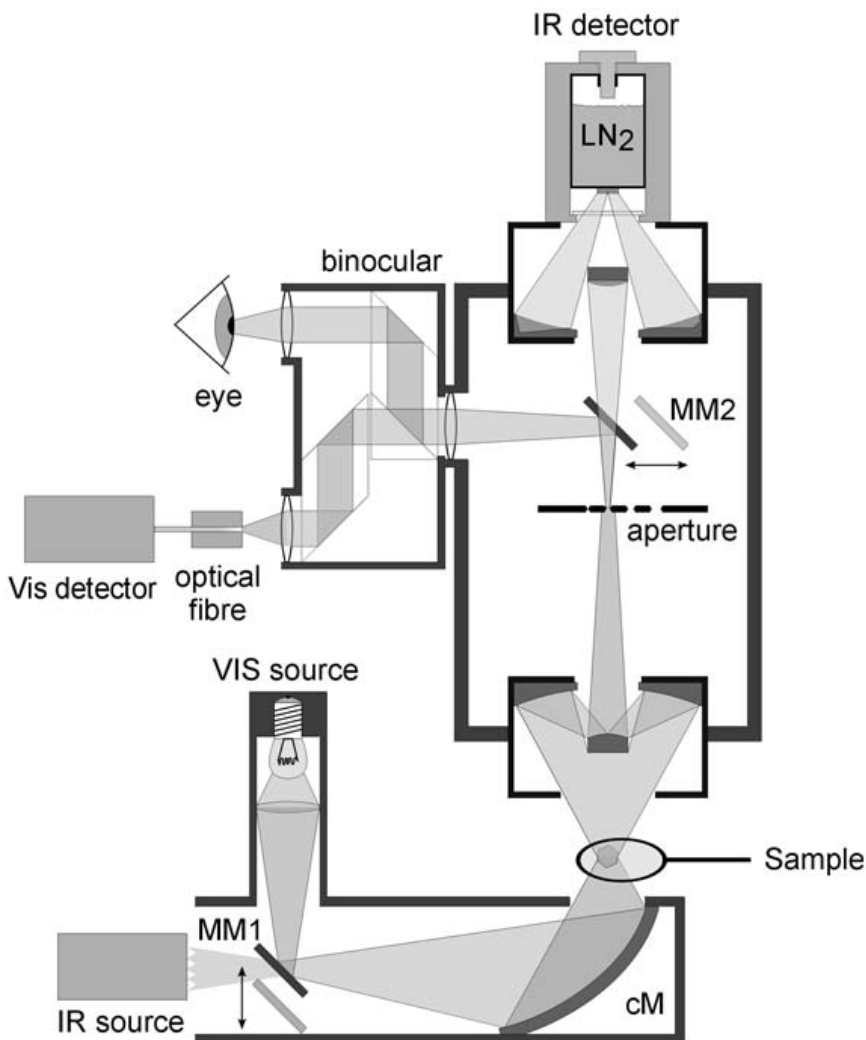 IR detector
LN2
binocular
eye
MM2
aperture
Vis detector
optical
fibre
VIS source
Sample
MM1
IR source
cM